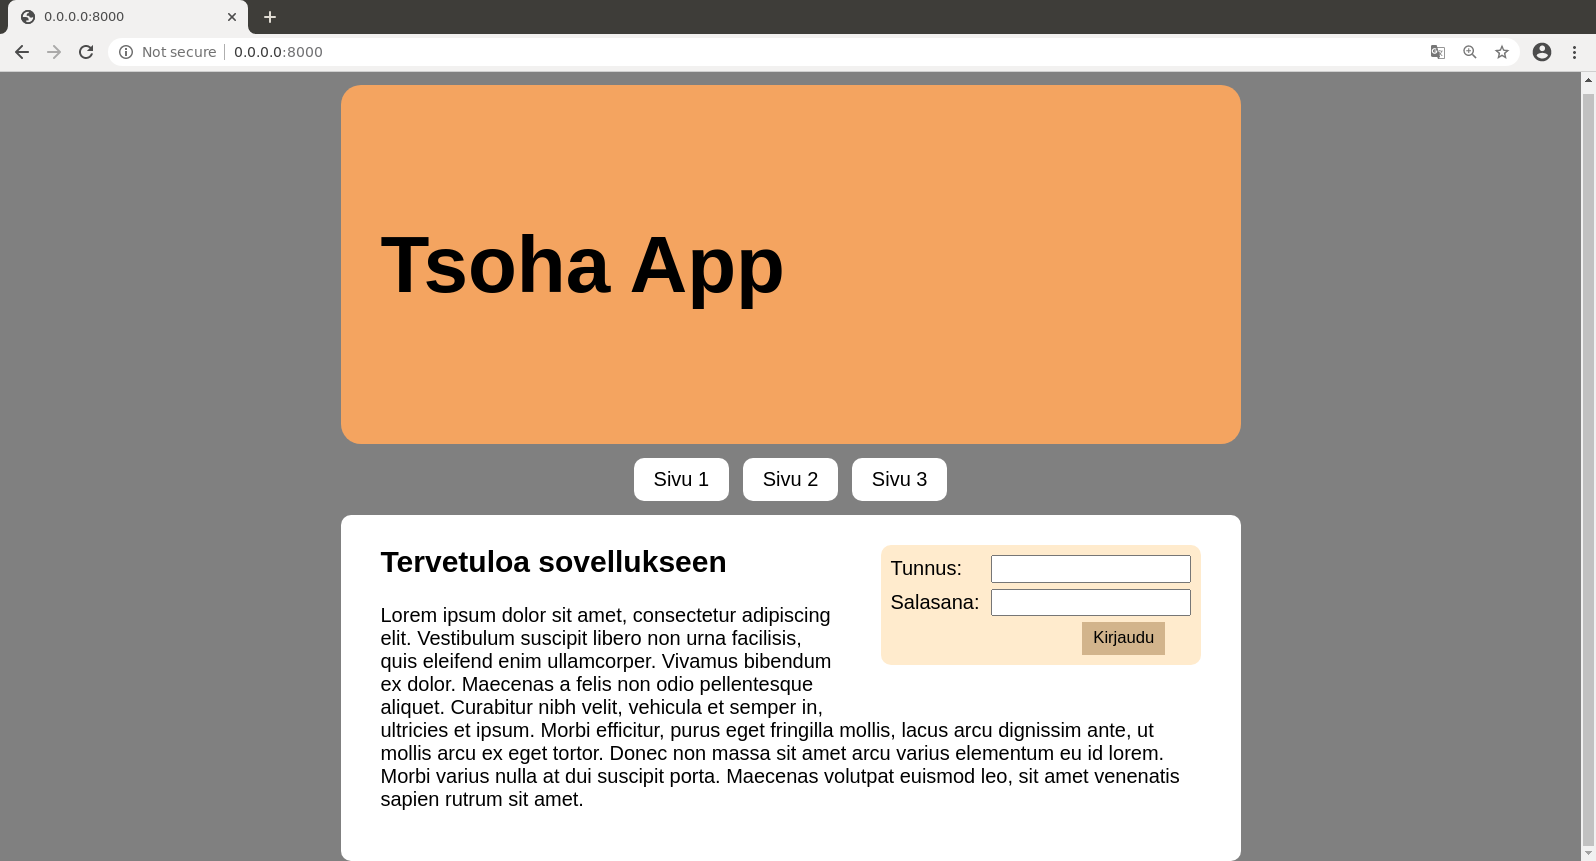 0.0.0.0:8000
Not secure 0.0.0.0:8000
Tsoha App
Sivu 1 Sivu 2 Sivu 3
Tervetuloa sovellukseen
Lorem ipsum dolor sit amet, consectetur adipiscing
elit. Vestibulum suscipit libero non urna facilisis,
quis eleifend enim ullamcorper. Vivamus bibendum
ex dolor. Maecenas a felis non odio pellentesque
aliquet. Curabitur nibh velit, vehicula et semper in,
ultricies et ipsum. Morbi efficitur, purus eget fringilla mollis, lacus arcu dignissim ante, ut
mollis arcu ex eget tortor. Donec non massa sit amet arcu varius elementum eu id lorem.
Morbi varius nulla at dui suscipit porta. Maecenas volutpat euismod leo, sit amet venenatis
sapien rutrum sit amet.
Tunnus:
Salasana:
Kirjaudu